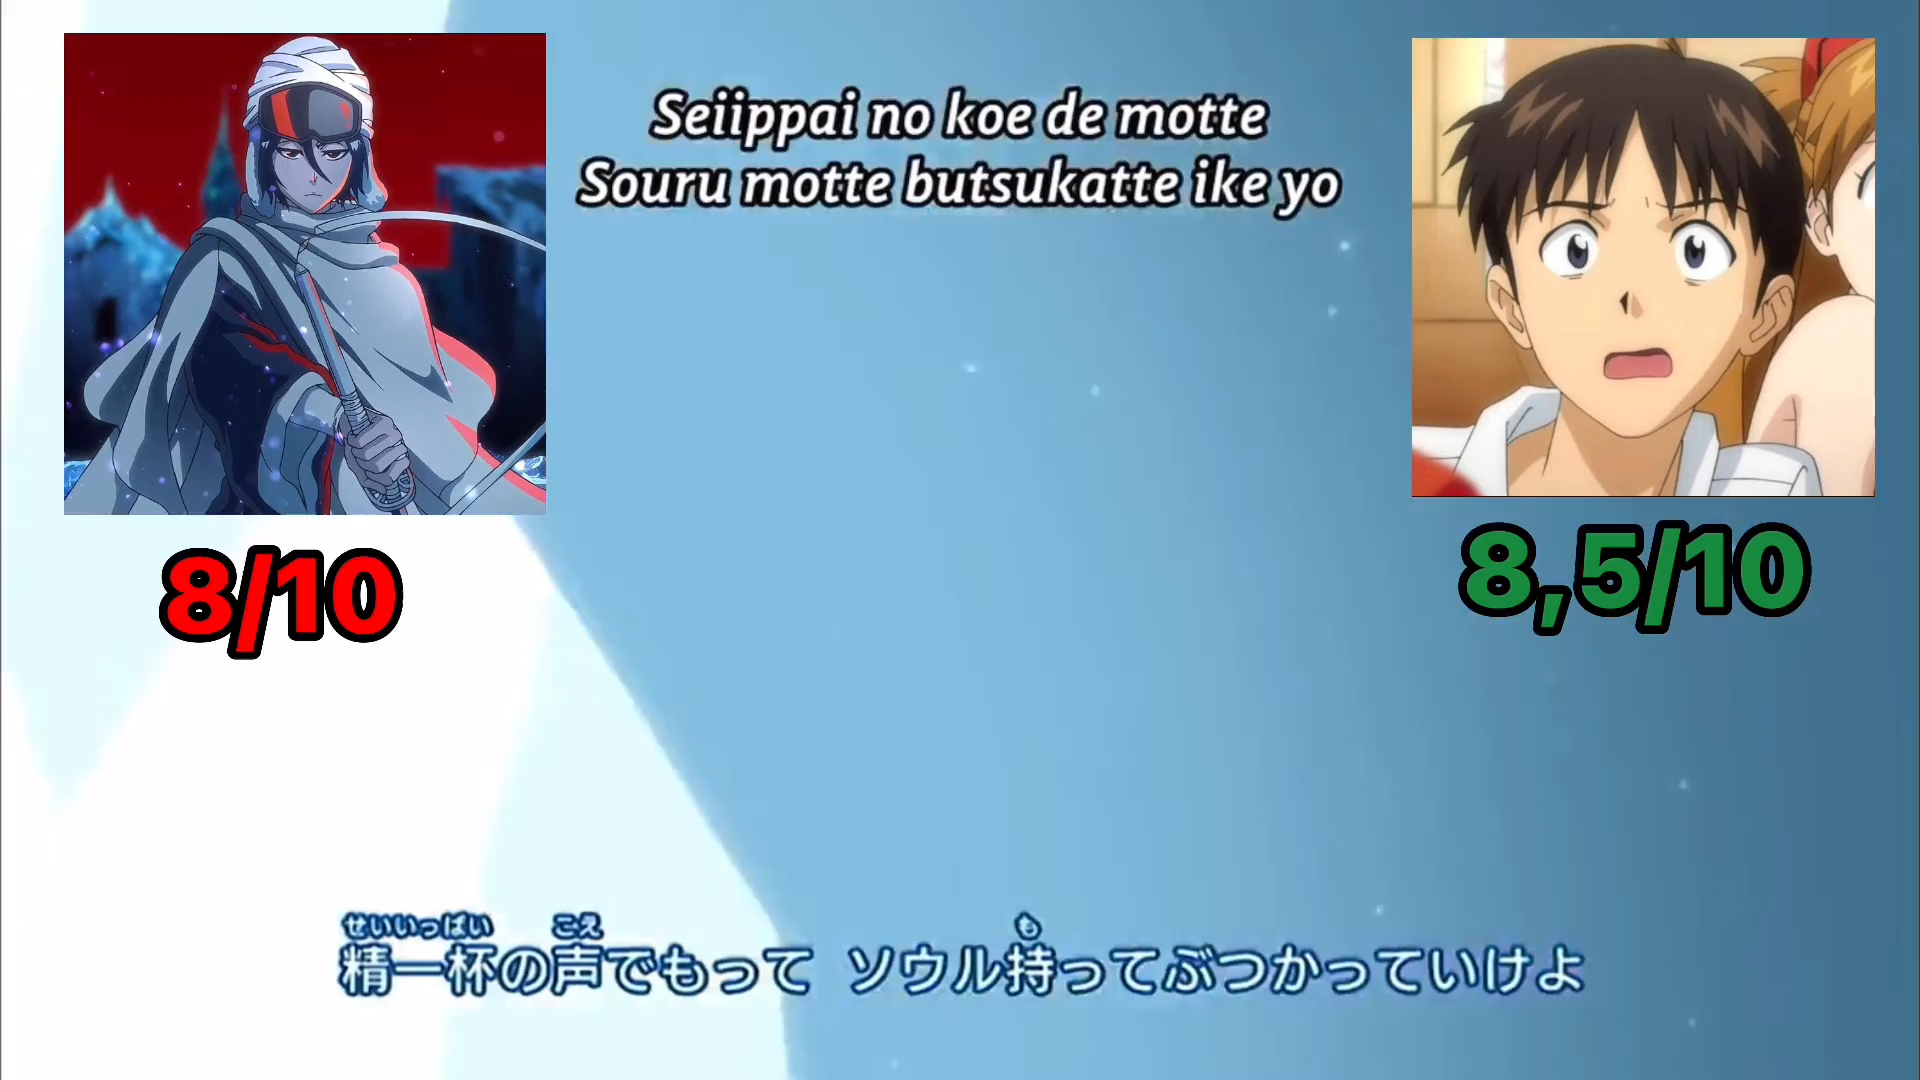 Seiippai no koe de motte
Souru motte butsukatte ike yo
8/10
8,5/10
せいいっぱい こえ も
精一杯の声でもって ソウル持ってぶつかっていけよ